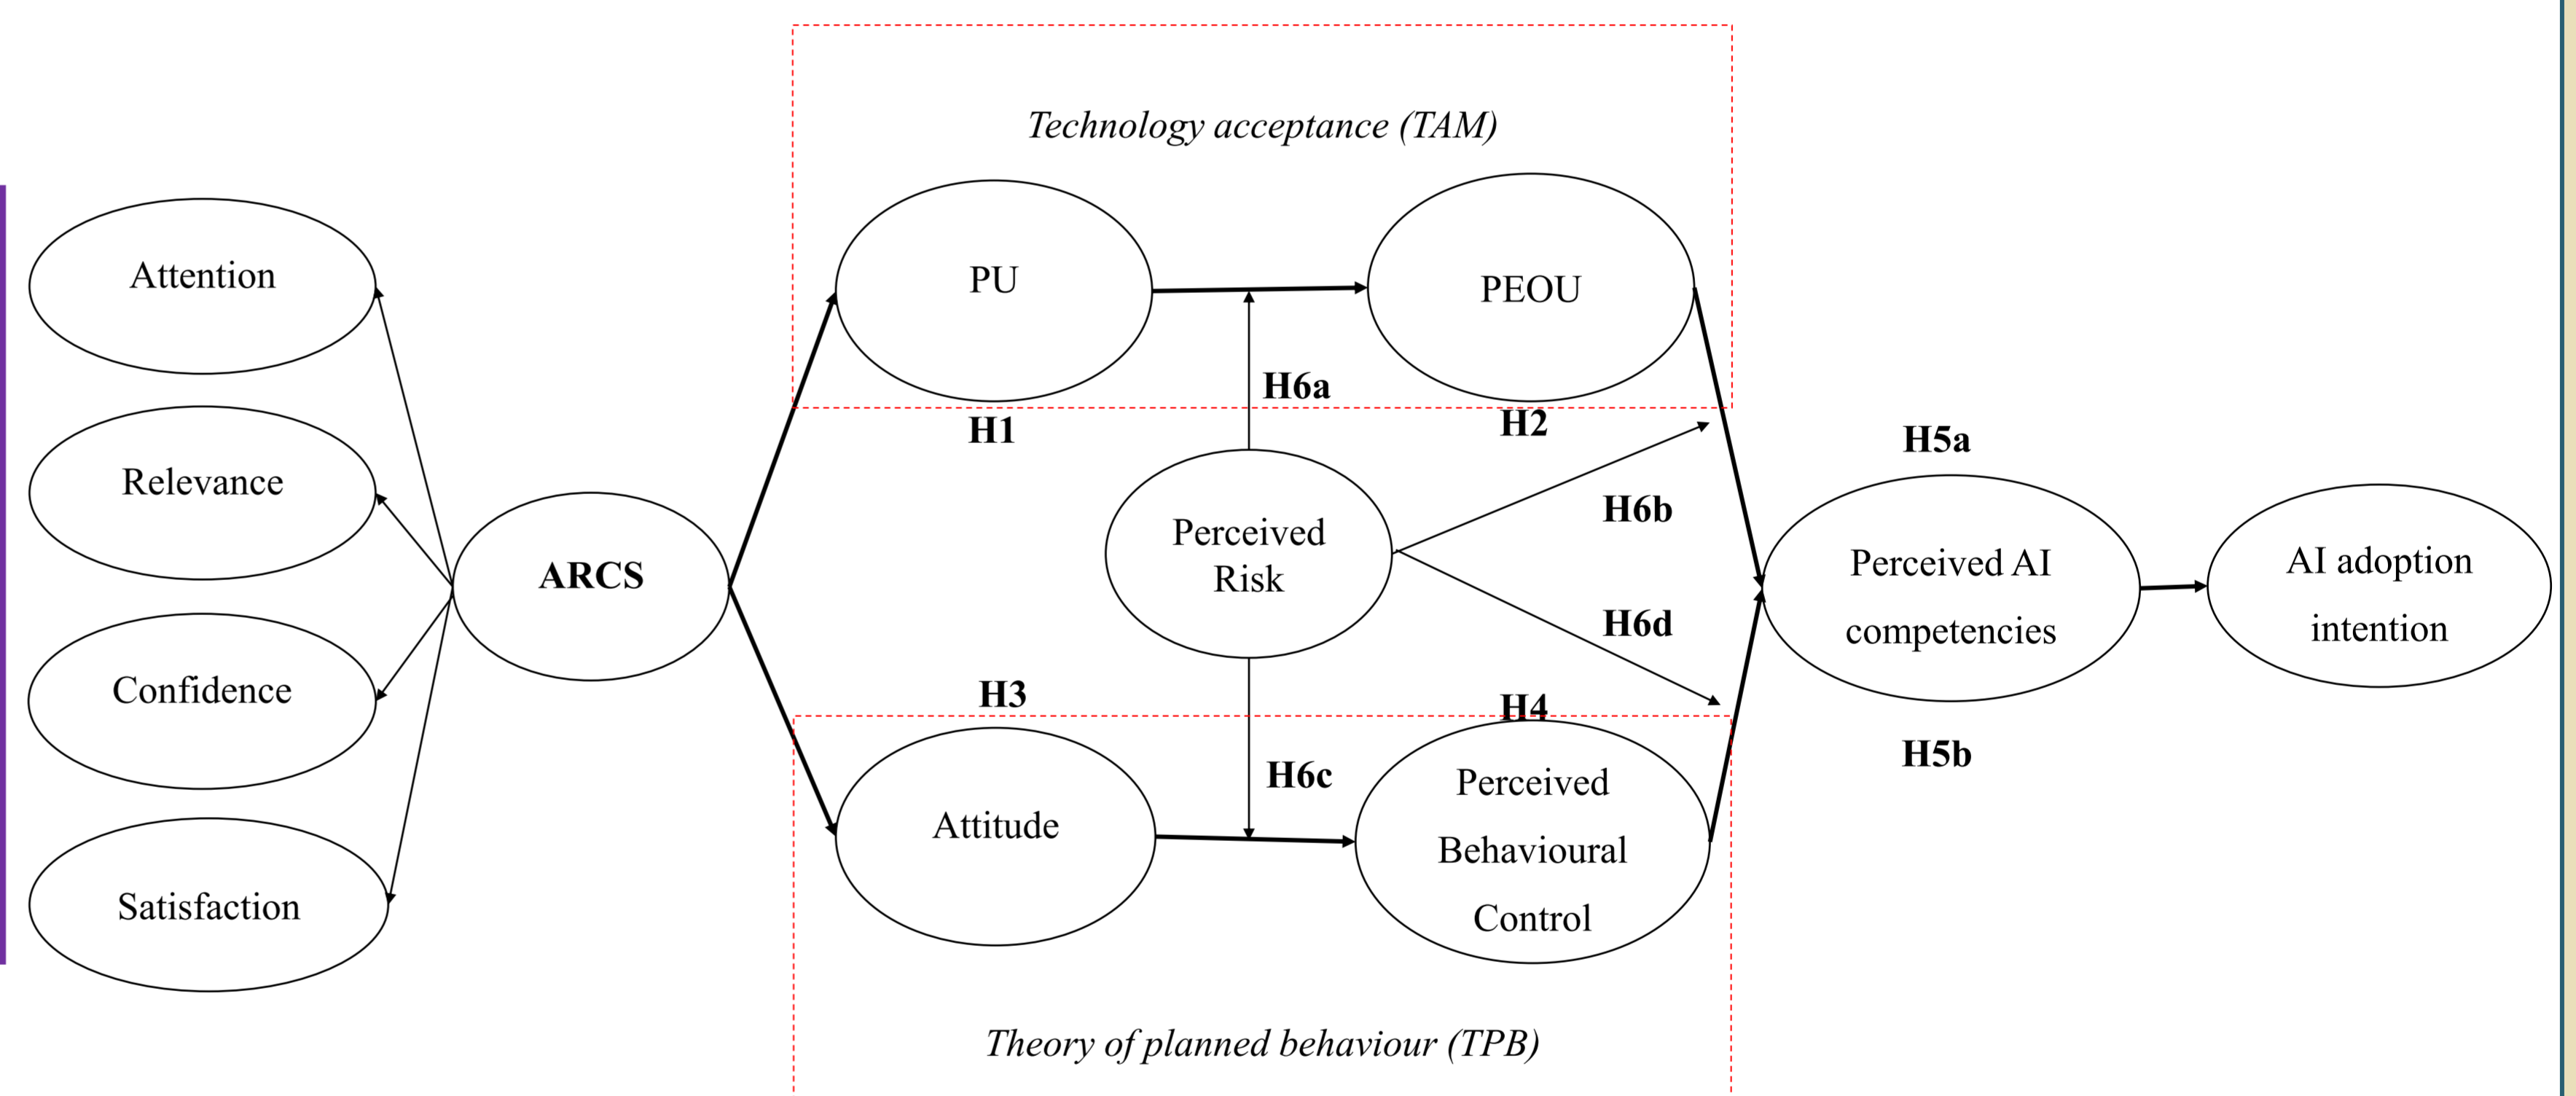 Technology acceptance (TAM)
Attention
Relevance
Confidence
Satisfaction
ARCS
PU
PEOU
H6a
H1
H2
Perceived
Risk
H6b
H6d
H3
H4
H6c
Attitude
Perceived
Behavioural
Control
Theory of planned behaviour (TPB)
H5a
Perceived AI
competencies
H5b
AI adoption
intention